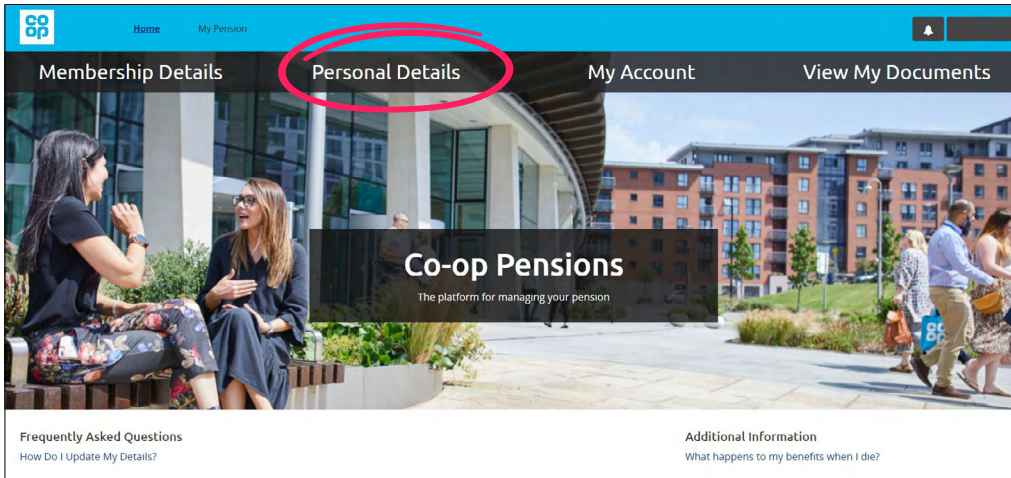 co
op
Home My Pension
Membership Details Personal Details My Account View My Documents
Co-op Pensions
The platform for managing your pension
Frequently Asked Questions Additional Information
How Do I Update My Details? What happens to my benefits when I die?